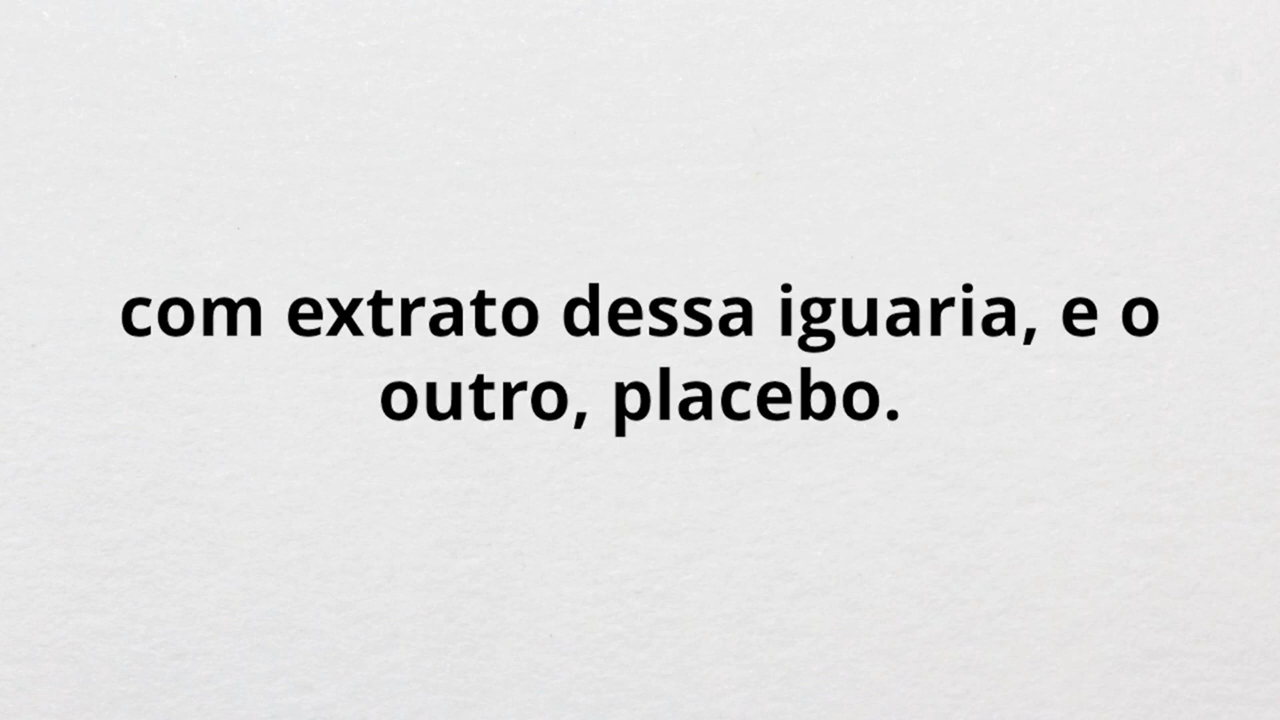 com extrato dessa iguaria, e o
outro, placebo.